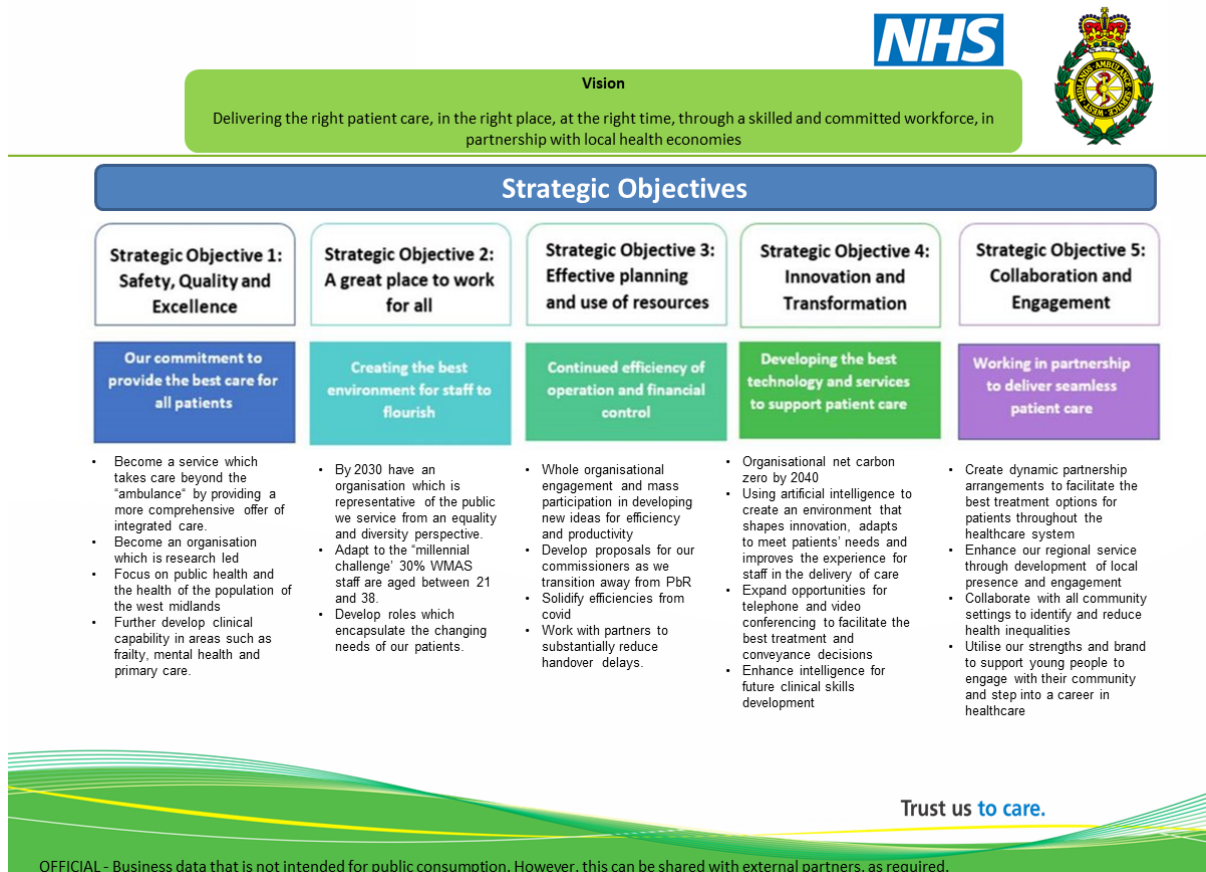 NHS
WEST MIDLANDS AMBULANCE SERVICE
Vision
Delivering the right patient care, in the right place, at the right time, through a skilled and committed workforce, in
partnership with local health economies
Strategic Objectives
Strategic Objective 1:
Safety, Quality and
Excellence
Our commitment to
provide the best care for
all patients
• Become a service which
takes care beyond the
“ambulance“ by providing a
more comprehensive offer of
integrated care.
• Become an organisation
which is research led
• Focus on public health and
the health of the population of
the west midlands
• Further develop clinical
capability in areas such as
frailty, mental health and
primary care.
Strategic Objective 2:
A great place to work
for all
Creating the best
environment for staff to
flourish
• By 2030 have an
organisation which is
representative of the public
we service from an equality
and diversity perspective.
• Adapt to the “millennial
challenge’ 30% WMAS
staff are aged between 21
and 38.
• Develop roles which
encapsulate the changing
needs of our patients.
Strategic Objective 3:
Effective planning
and use of resources
Continued efficiency of
operation and financial
control
• Whole organisational
engagement and mass
participation in developing
new ideas for efficiency
and productivity
• Develop proposals for our
commissioners as we
transition away from PbR
• Solidify efficiencies from
covid
• Work with partners to
substantially reduce
handover delays.
Strategic Objective 4:
Innovation and
Transformation
Developing the best
technology and services
to support patient care
• Organisational net carbon
zero by 2040
• Using artificial intelligence to
create an environment that
shapes innovation, adapts
to meet patients’ needs and
improves the experience for
staff in the delivery of care
• Expand opportunities for
telephone and video
conferencing to facilitate the
best treatment and
conveyance decisions
• Enhance intelligence for
future clinical skills
development
Strategic Objective 5:
Collaboration and
Engagement
Working in partnership
to deliver seamless
patient care
• Create dynamic partnership
arrangements to facilitate the
best treatment options for
patients throughout the
healthcare system
• Enhance our regional service
through development of local
presence and engagement
• Collaborate with all community
settings to identify and reduce
health inequalities
• Utilise our strengths and brand
to support young people to
engage with their community
and step into a career in
healthcare
Trust us to care.
OFFICIAL - Business data that is not intended for public consumption. However, this can be shared with external partners, as required.